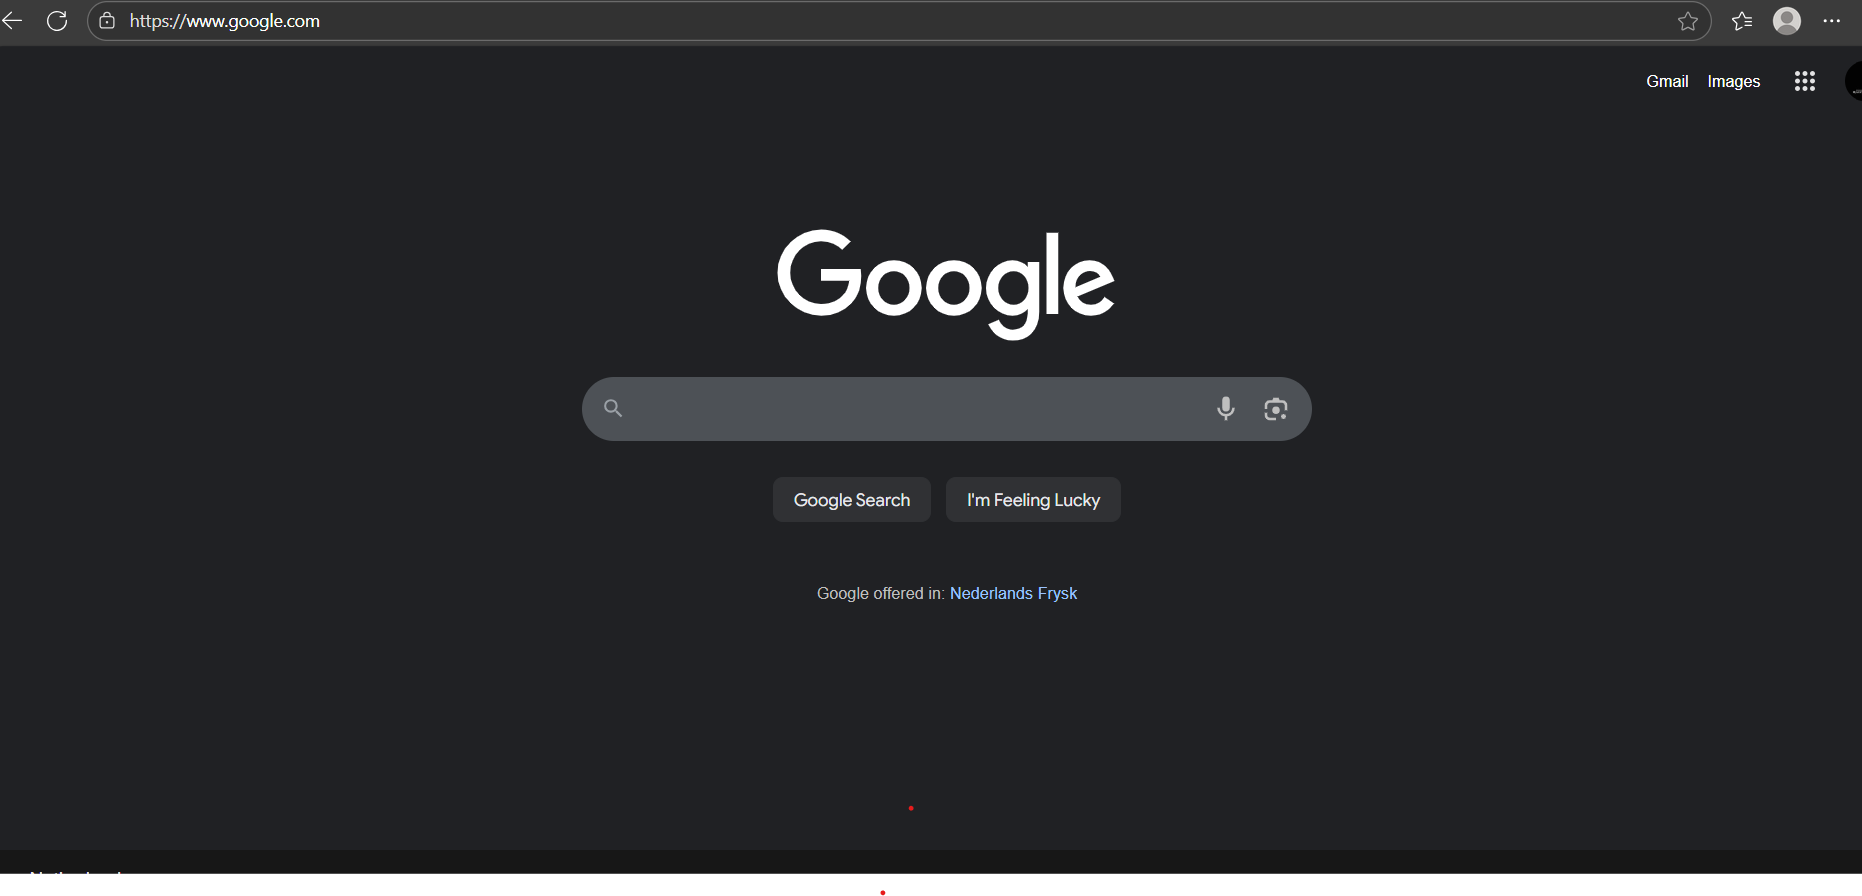 https://www.google.com
Gmail Images
Google
Google Search I'm Feeling Lucky
Google offered in: Nederlands Frysk